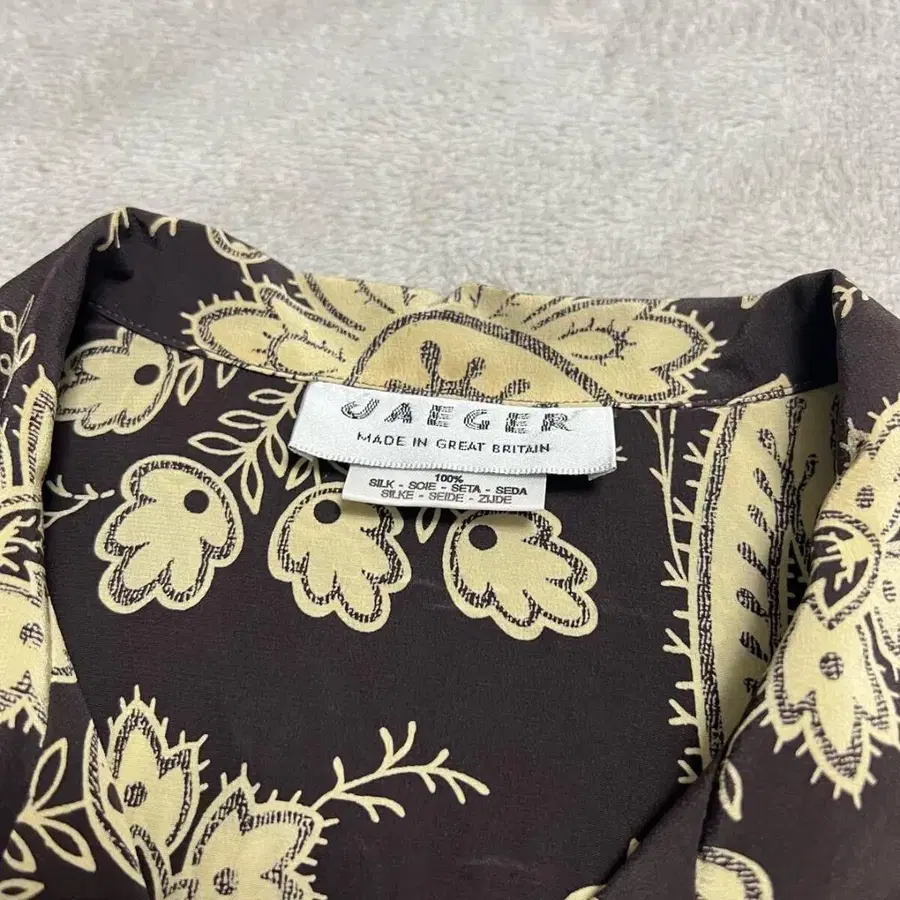 JAEGER
MADE IN GREAT BRITAIN
100%
SILK - SOIE - SETA - SEDA
SILKE - SEIDE - ZIJDE